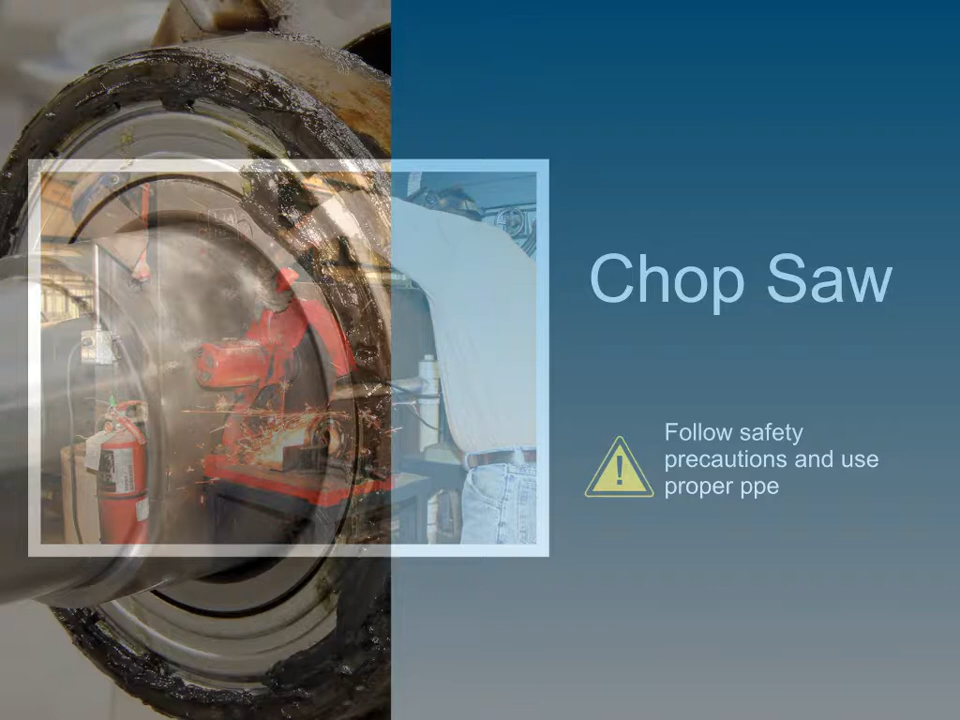 Chop Saw
Follow safety
precautions and use
proper ppe